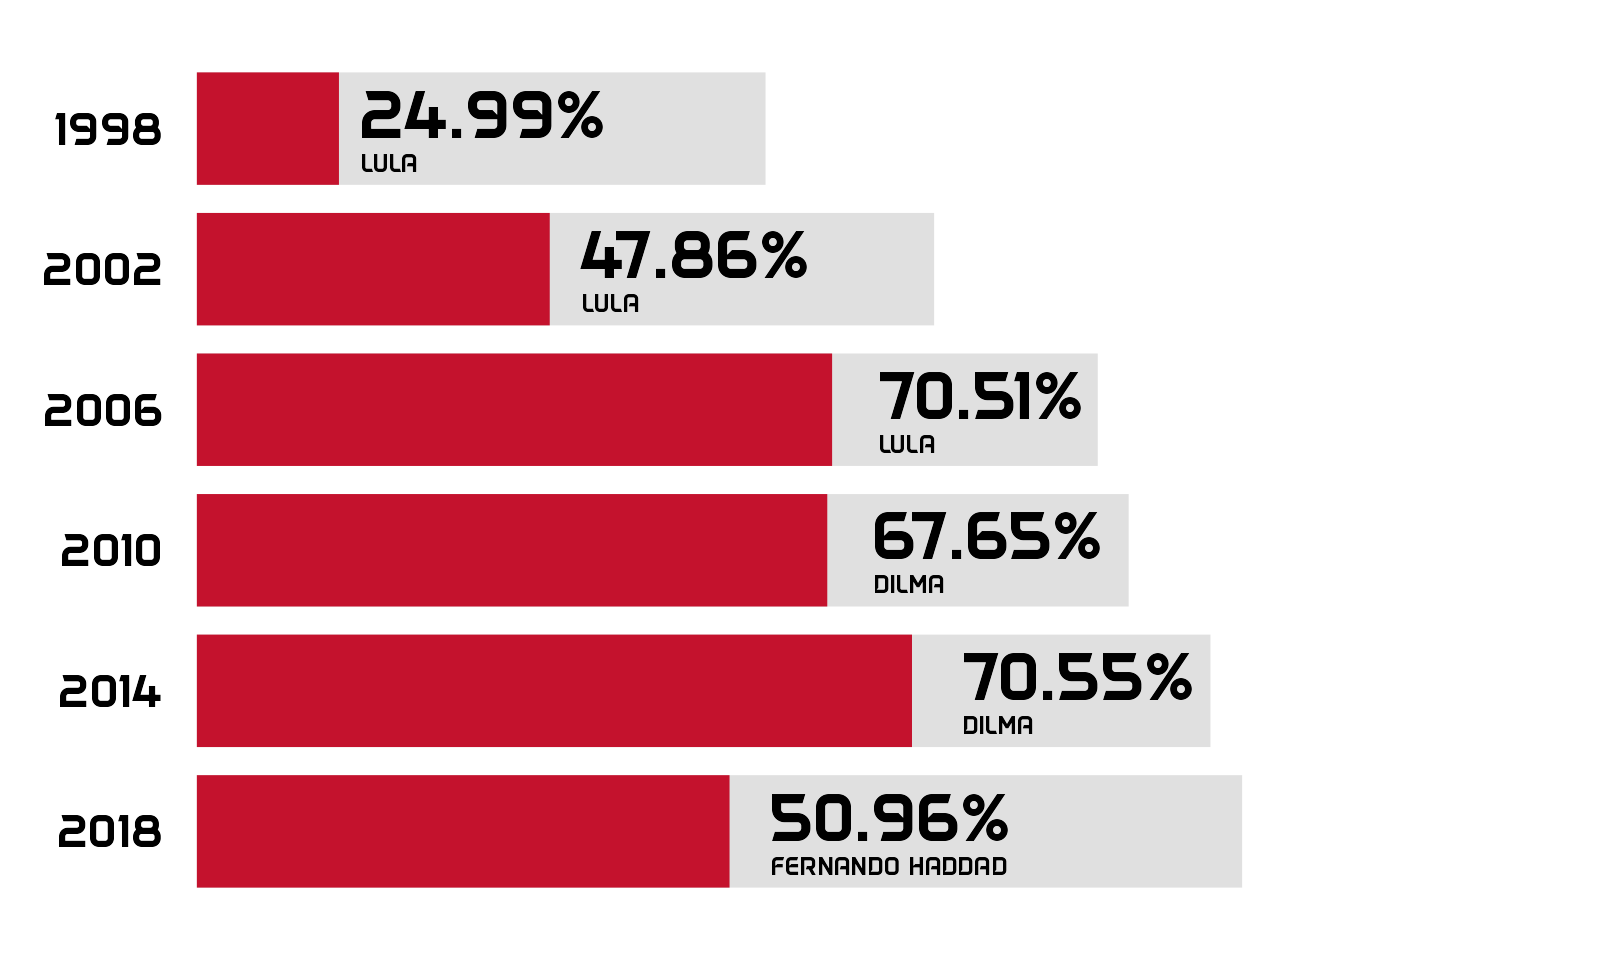 1998
24.99%
LULA
2002
47.86%
LULA
2006
70.51%
LULA
2010
67.65%
DILMA
2014
70.55%
DILMA
2018
50.96%
FERNANDO HADDAD